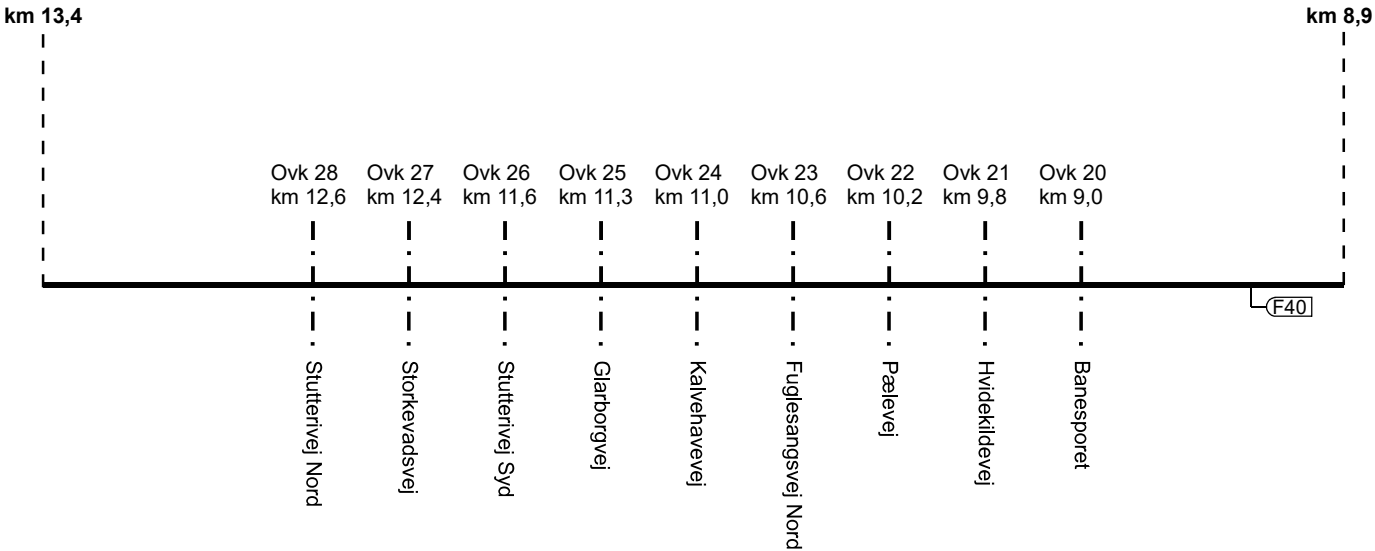 km 13,4
km 8,9
Ovk 28
km 12,6
Ovk 27
km 12,4
Ovk 26
km 11,6
Ovk 25
km 11,3
Ovk 24
km 11,0
Ovk 23
km 10,6
Ovk 22
km 10,2
Ovk 21
km 9,8
Ovk 20
km 9,0
F40
Stutterivej Nord
Storkevadsvej
Stutterivej Syd
Glarborgvej
Kalvehavevej
Fuglesangsvej Nord
Pælevej
Hvidekildevej
Banesporet